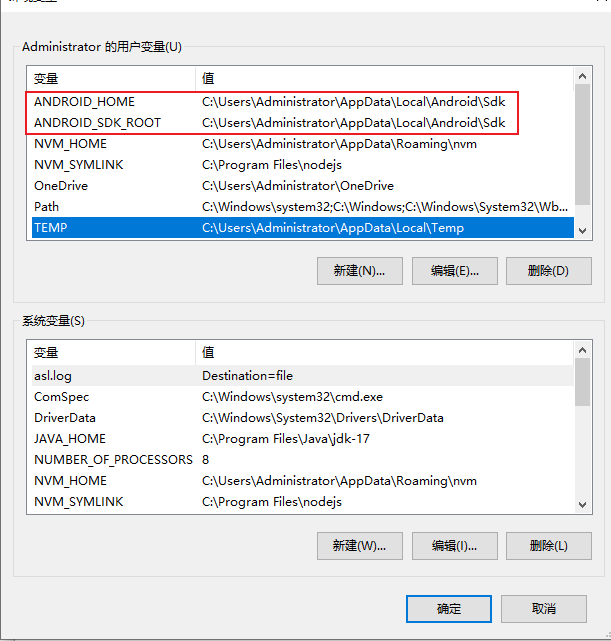 Administrator 的用户变量(U)
变量 值
ANDROID_HOME C:\Users\Administrator\AppData\Local\Android\Sdk
ANDROID_SDK_ROOT C:\Users\Administrator\AppData\Local\Android\Sdk
NVM_HOME C:\Users\Administrator\AppData\Roaming\nvm
NVM_SYMLINK C:\Program Files\nodejs
OneDrive C:\Users\Administrator\OneDrive
Path C:\Windows\system32;C:\Windows;C:\Windows\System32\Wb...
TEMP C:\Users\Administrator\AppData\Local\Temp
新建(N)... 编辑(E)... 删除(D)
系统变量(S)
变量 值
asl.log Destination=file
ComSpec C:\Windows\system32\cmd.exe
DriverData C:\Windows\System32\Drivers\DriverData
JAVA_HOME C:\Program Files\Java\jdk-17
NUMBER_OF_PROCESSORS 8
NVM_HOME C:\Users\Administrator\AppData\Roaming\nvm
NVM_SYMLINK C:\Program Files\nodejs
新建(W)... 编辑(I)... 删除(L)
确定 取消